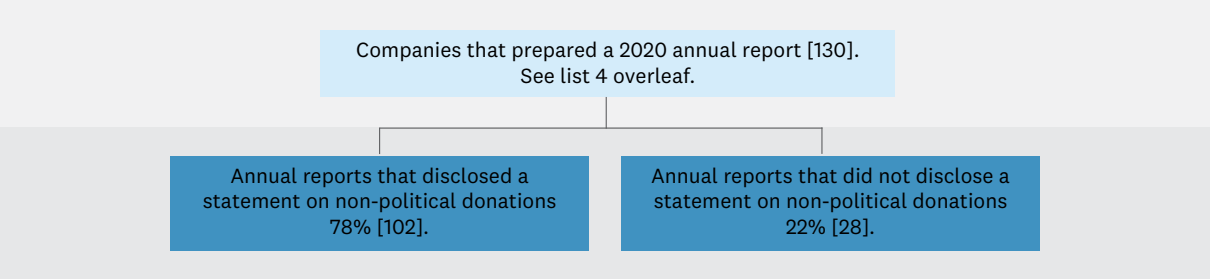 Companies that prepared a 2020 annual report [130].
See list 4 overleaf.
Annual reports that disclosed a
statement on non-political donations
78% [102].
Annual reports that did not disclose a
statement on non-political donations
22% [28].